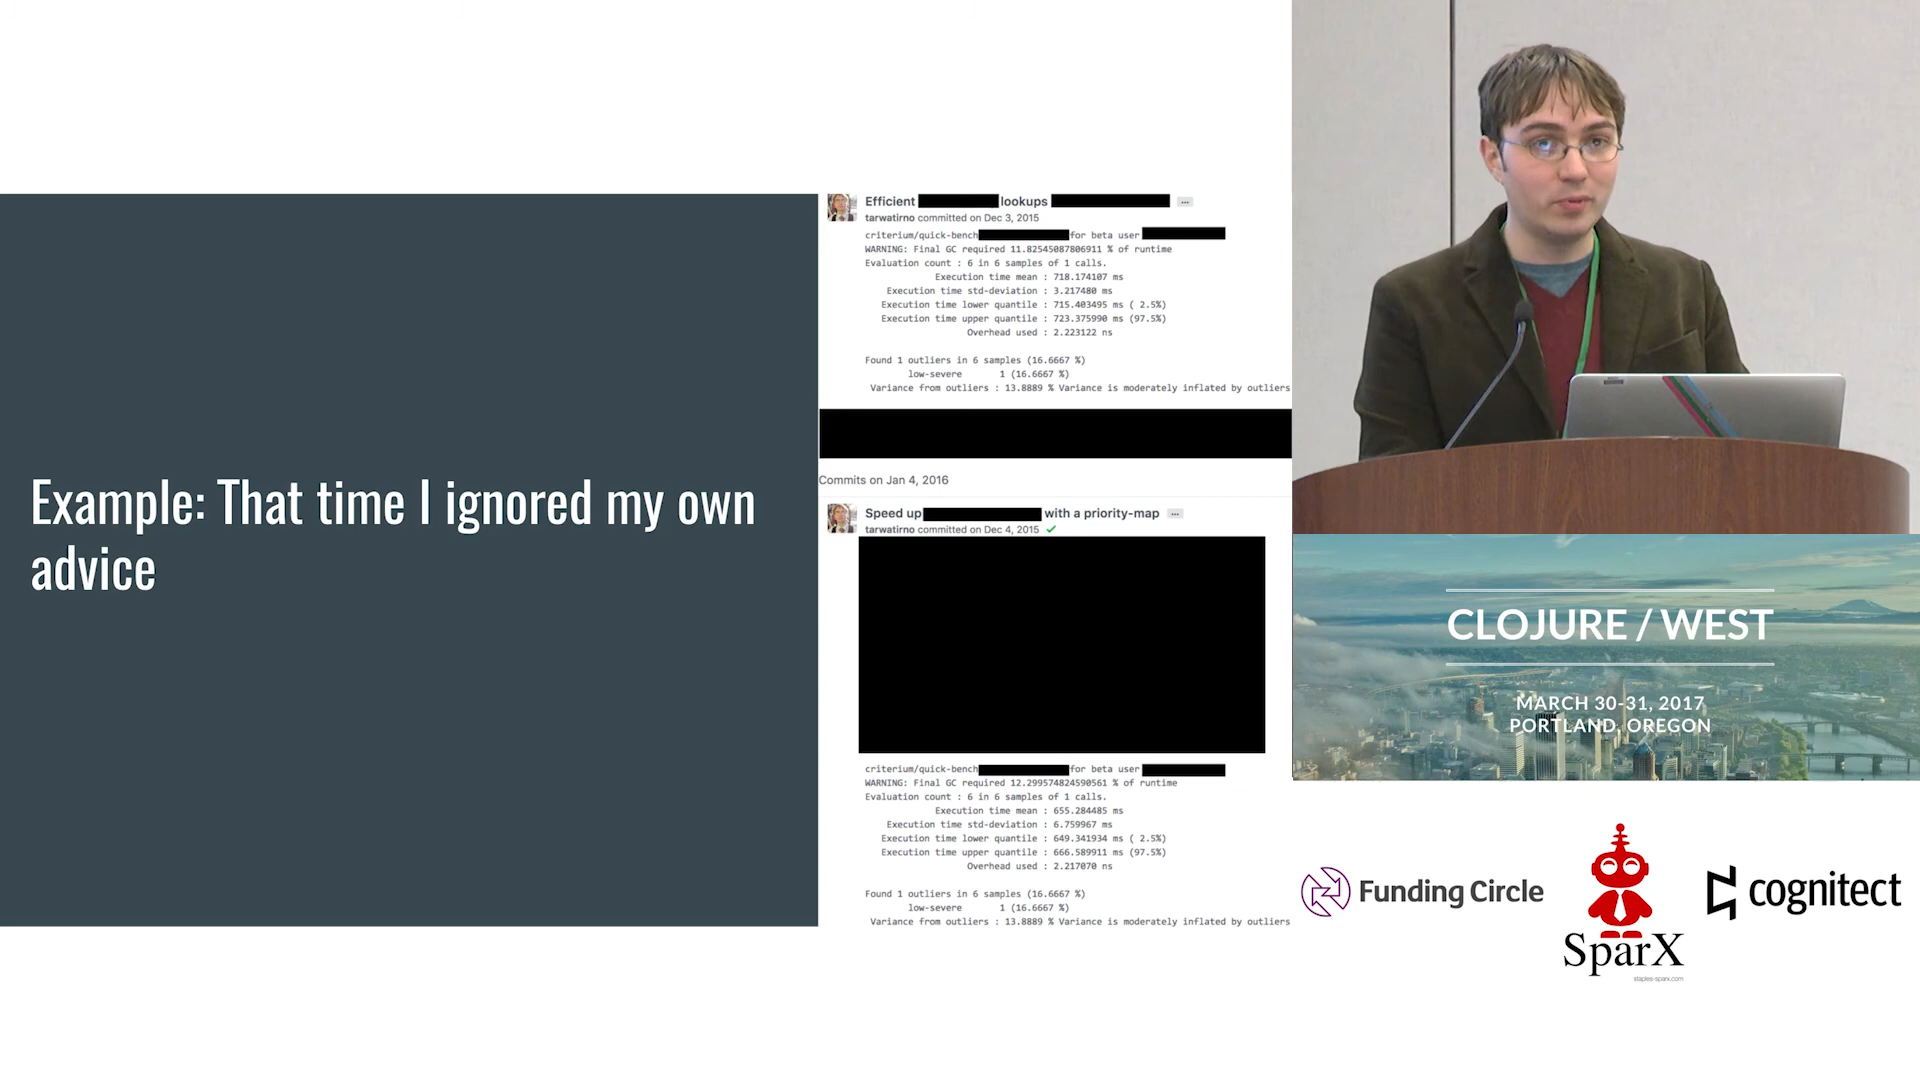 Example: That time I ignored my own
advice
Efficient lookups ...
tarwatirno committed on Dec 3, 2015
criterium/quick-bench for beta user
WARNING: Final GC required 11.82545087806911 % of runtime
Evaluation count : 6 in 6 samples of 1 calls.
Execution time mean : 718.174107 ms
Execution time std-deviation : 3.217480 ms
Execution time lower quantile : 715.403495 ms ( 2.5%)
Execution time upper quantile : 723.375990 ms (97.5%)
Overhead used : 2.223122 ns
Found 1 outliers in 6 samples (16.6667 %)
low-severe 1 (16.6667 %)
Variance from outliers : 13.8889 % Variance is moderately inflated by outliers
Commits on Jan 4, 2016
Speed up with a priority-map ...
tarwatirno committed on Dec 4, 2015
criterium/quick-bench for beta user
WARNING: Final GC required 12.299574824590561 % of runtime
Evaluation count : 6 in 6 samples of 1 calls.
Execution time mean : 655.284485 ms
Execution time std-deviation : 6.759967 ms
Execution time lower quantile : 649.341934 ms ( 2.5%)
Execution time upper quantile : 666.589911 ms (97.5%)
Overhead used : 2.217070 ns
Found 1 outliers in 6 samples (16.6667 %)
low-severe 1 (16.6667 %)
Variance from outliers : 13.8889 % Variance is moderately inflated by outliers
CLOJURE / WEST
MARCH 30-31, 2017
PORTLAND, OREGON
Funding Circle
SparX
staples-sparx.com
cognitect